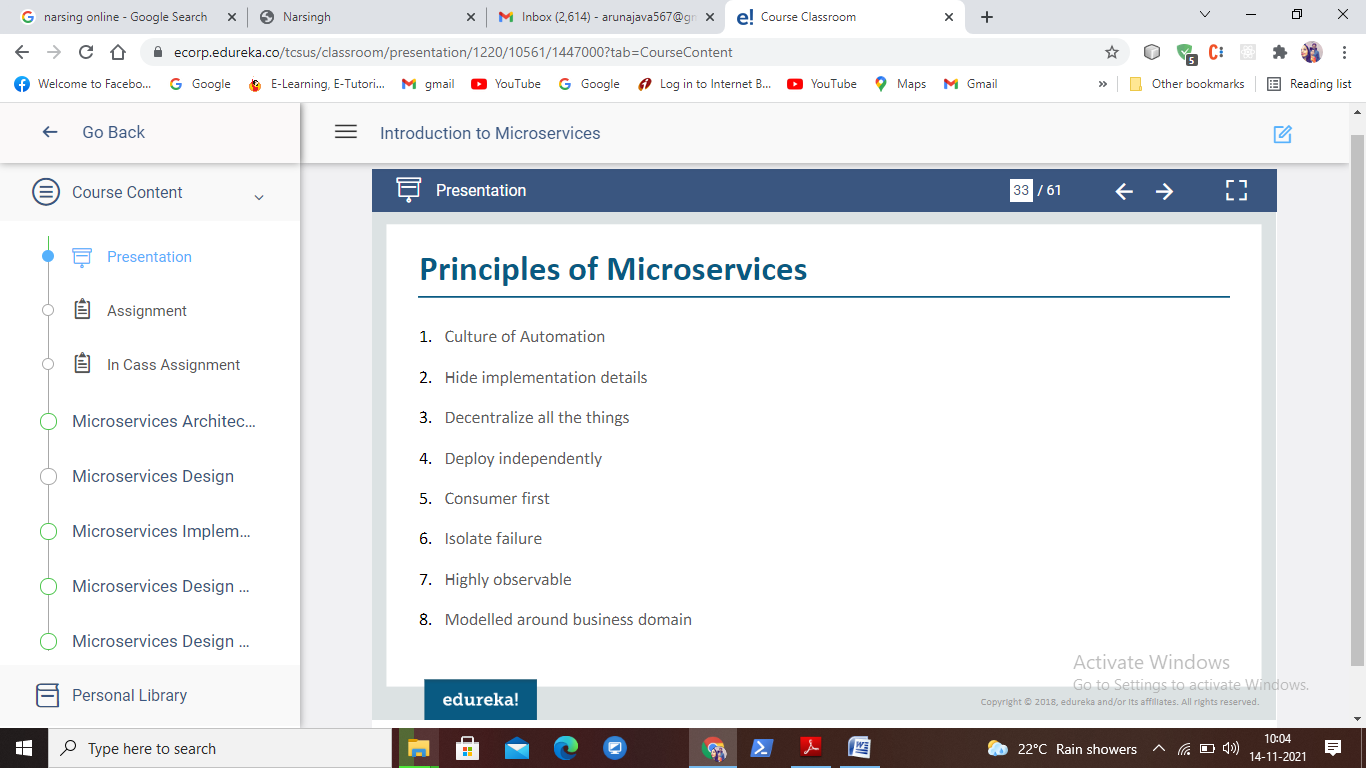 narsing online - Google Search
Narsingh
Inbox (2,614) - arunajava567@gm
Course Classroom
ecorp.edureka.co/tcsus/classroom/presentation/1220/10561/1447000?tab=CourseContent
5
Welcome to Facebo...
Google
E-Learning, E-Tutori...
gmail
YouTube
Google
Log in to Internet B...
YouTube
Maps
Gmail
Other bookmarks
Reading list
Go Back
Introduction to Microservices
Course Content
Presentation
Assignment
In Cass Assignment
Microservices Architec...
Microservices Design
Microservices Implem...
Microservices Design ...
Microservices Design ...
Personal Library
Presentation
33 / 61
Principles of Microservices
1. Culture of Automation
2. Hide implementation details
3. Decentralize all the things
4. Deploy independently
5. Consumer first
6. Isolate failure
7. Highly observable
8. Modelled around business domain
Activate Windows
Go to Settings to activate Windows.
edureka!
Copyright © 2018, edureka and/or its affiliates. All rights reserved.
Type here to search
22°C Rain showers
10:04
14-11-2021